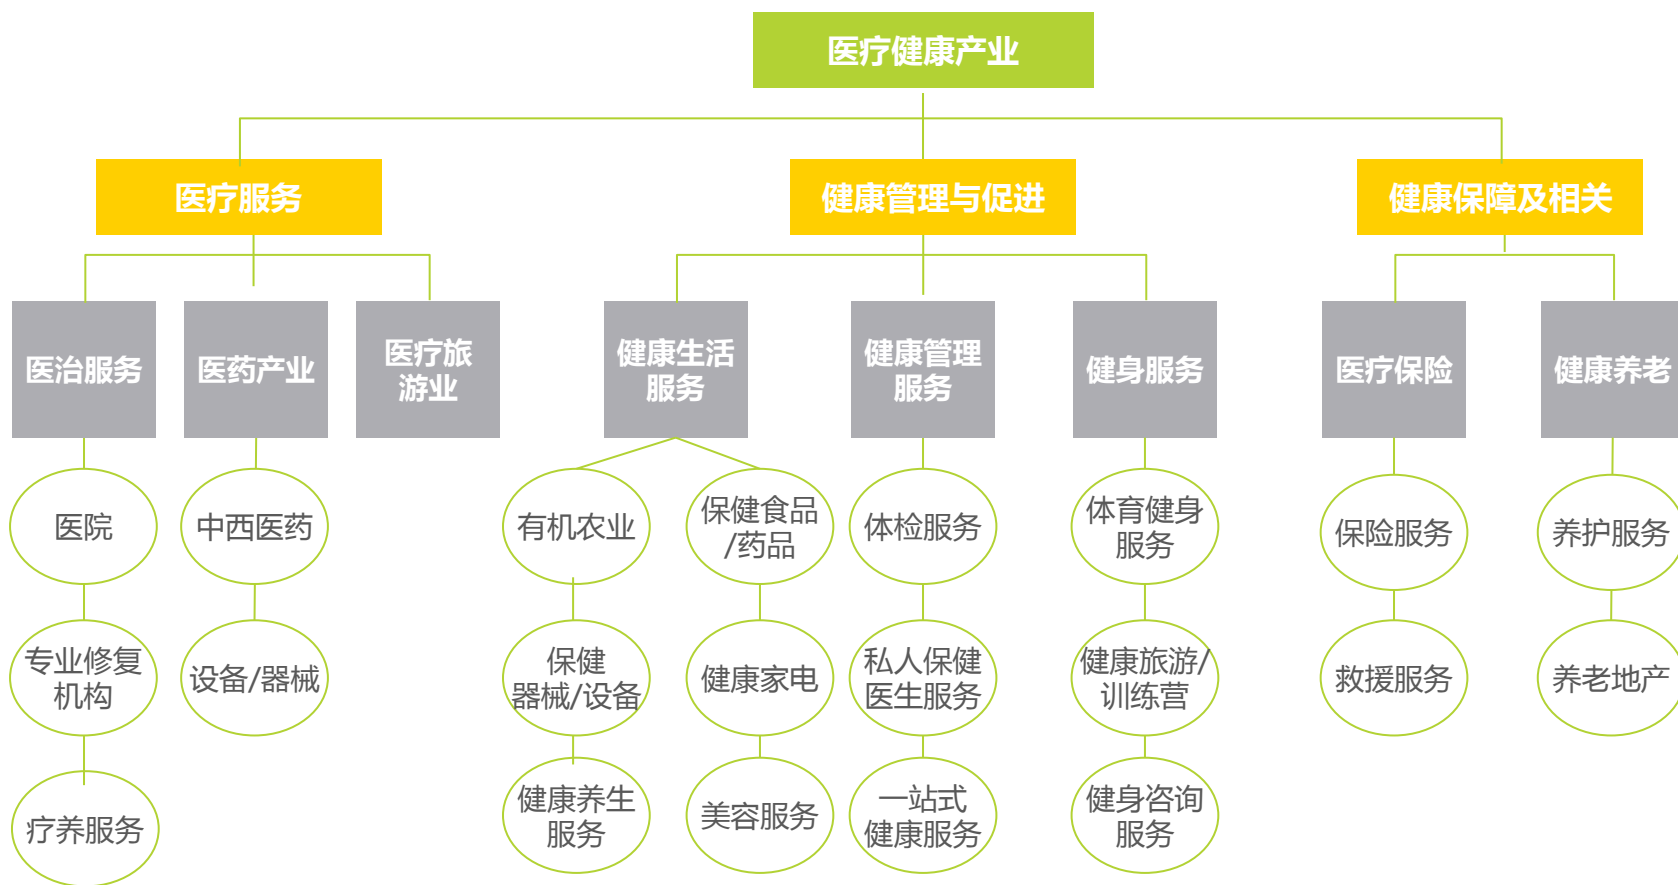 医疗健康产业
医疗服务
健康管理与促进
健康保障及相关
医治服务
医药产业
医疗旅
游业
健康生活
服务
健康管理
服务
健身服务
医疗保险
健康养老
医院
中西医药
有机农业
保健食品
/药品
体检服务
体育健身
服务
保险服务
养护服务
专业修复
机构
设备/器械
保健
器械/设备
健康家电
私人保健
医生服务
健康旅游/
训练营
救援服务
养老地产
疗养服务
健康养生
服务
美容服务
一站式
健康服务
健身咨询
服务